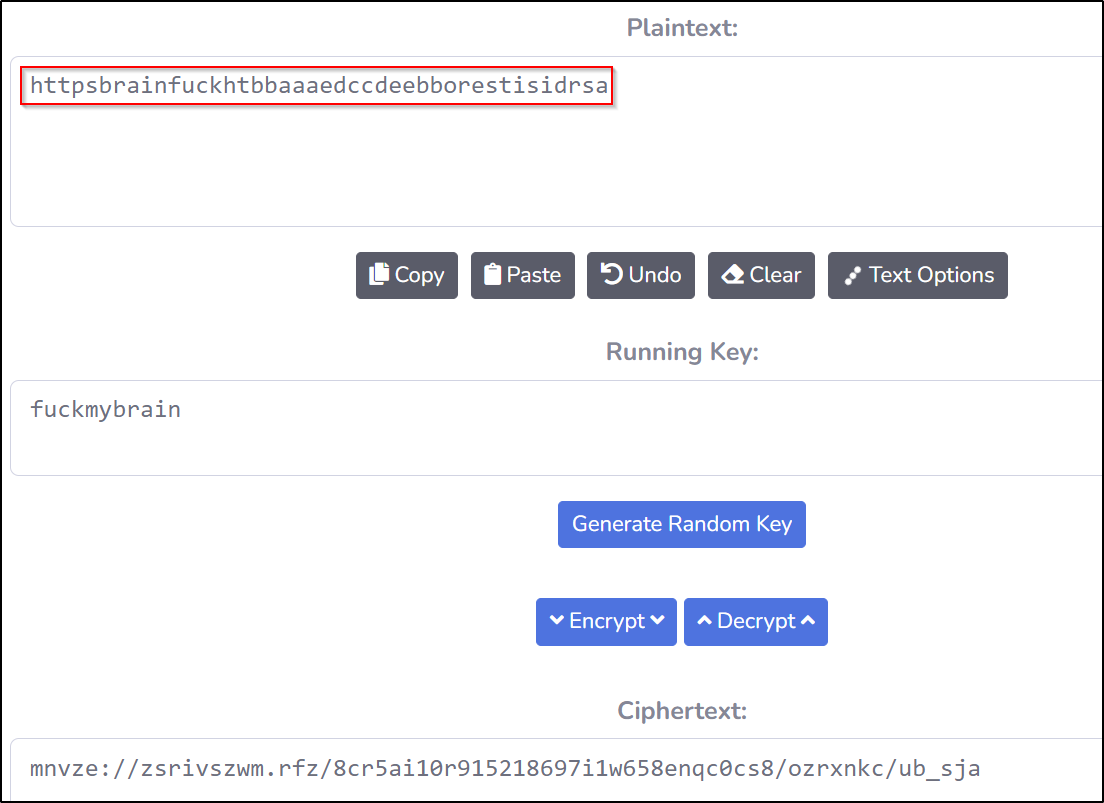 Plaintext:
httpsbrainfuckhtbbaaaedccdeebborestisidrsa
Copy Paste Undo Clear Text Options
Running Key:
fuckmybrain
Generate Random Key
Encrypt Decrypt
Ciphertext:
mnvze://zsrivszwm.rfz/8cr5ai10r915218697i1w658enqc0cs8/ozrxnkc/ub_sja